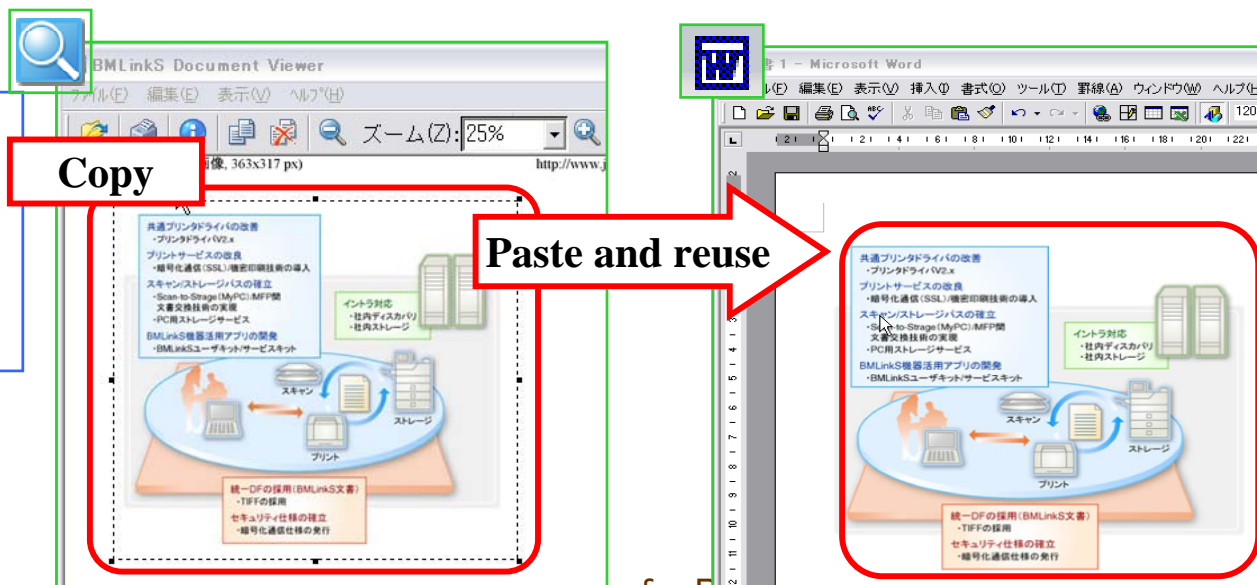 BMLinkS Document Viewer
ファイル(F) 編集(E) 表示(V) ヘルプ(H)
ズーム(Z): 25%
像, 363x317 px)
http://www.j
Copy
共通プリンタドライバの改善
・プリンタドライバV2.x
プリントサービスの改良
・暗号化通信(SSL)/機密印刷技術の導入
スキャン/ストレージパスの確立
・Scan-to-Strage(MyPC)/MFP間
文書交換技術の実現
・PC用ストレージサービス
BMLinkS機器活用アプリの開発
・BMLinkSユーザキット/サービスキット
イントラ対応
・社内ディスカバリ
・社内ストレージ
スキャン
ストレージ
プリント
統一DFの採用(BMLinkS文書)
・TIFFの採用
セキュリティ仕様の確立
・暗号化通信仕様の発行
Paste and reuse
書 1 - Microsoft Word
ル(F) 編集(E) 表示(V) 挿入(I) 書式(O) ツール(T) 罫線(A) ウィンドウ(W) ヘルプ(H
120
共通プリンタドライバの改善
・プリンタドライバV2.x
プリントサービスの改良
・暗号化通信(SSL)/機密印刷技術の導入
スキャン/ストレージパスの確立
・Scan-to-Strage(MyPC)/MFP間
文書交換技術の実現
・PC用ストレージサービス
BMLinkS機器活用アプリの開発
・BMLinkSユーザキット/サービスキット
イントラ対応
・社内ディスカバリ
・社内ストレージ
スキャン
ストレージ
プリント
統一DFの採用(BMLinkS文書)
・TIFFの採用
セキュリティ仕様の確立
・暗号化通信仕様の発行